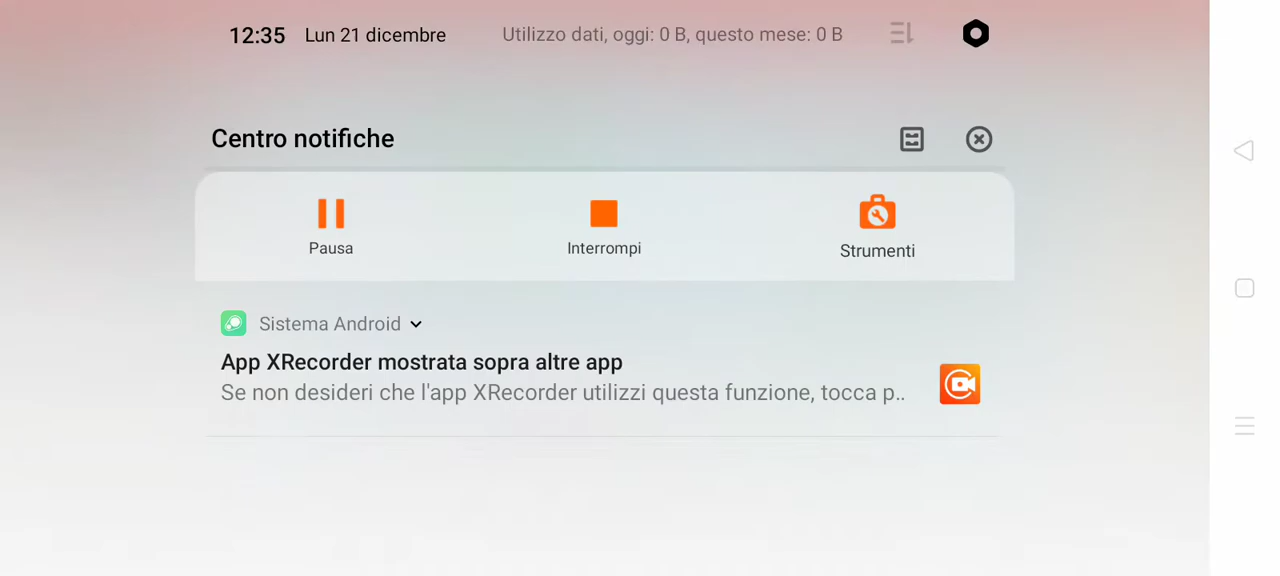 12:35 Lun 21 dicembre Utilizzo dati, oggi: 0 B, questo mese: 0 B
Centro notifiche
Pausa Interrompi Strumenti
Sistema Android
App XRecorder mostrata sopra altre app
Se non desideri che l'app XRecorder utilizzi questa funzione, tocca p..